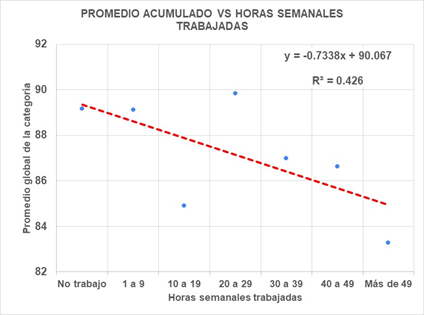 PROMEDIO ACUMULADO VS HORAS SEMANALES
TRABAJADAS
y = -0.7338x + 90.067
R² = 0.426
Promedio global de la categoría
92
90
88
86
84
82
No trabajo 1 a 9 10 a 19 20 a 29 30 a 39 40 a 49 Más de 49
Horas semanales trabajadas